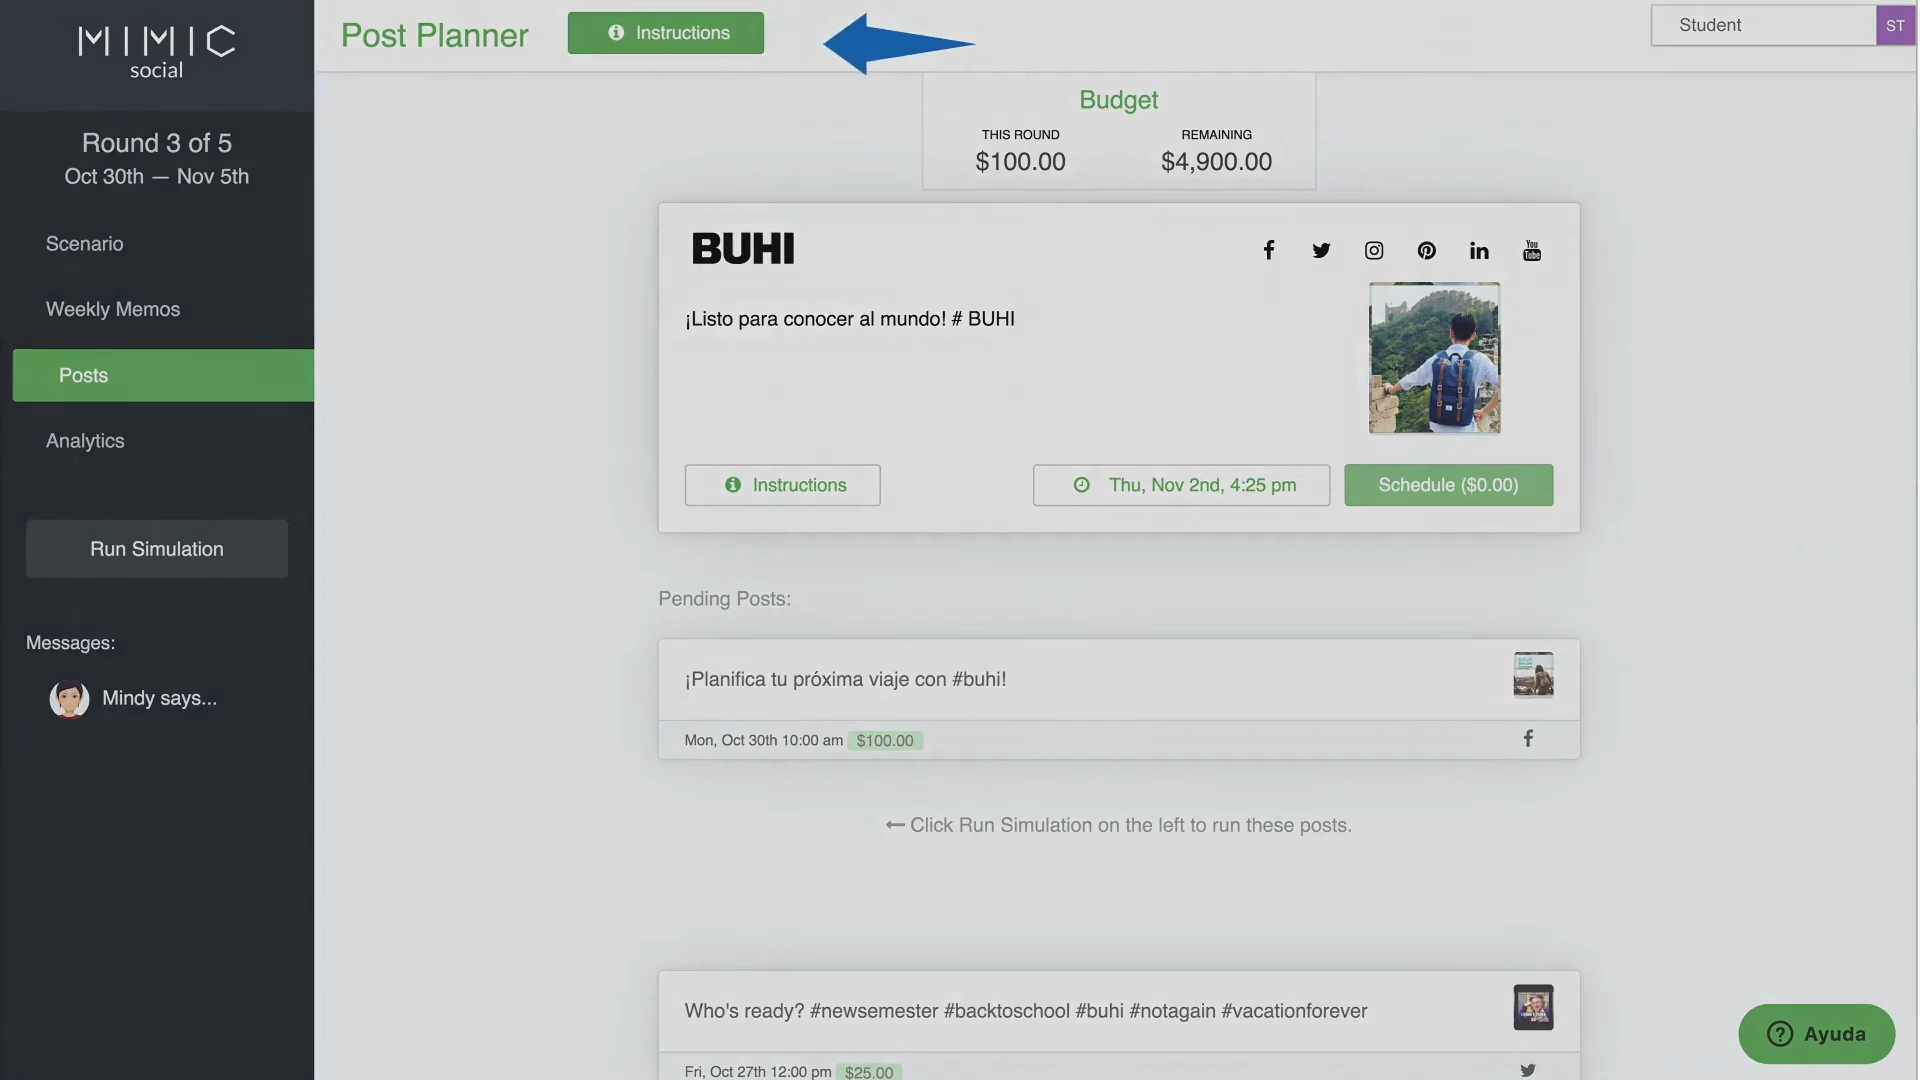 MIMIC
social
Round 3 of 5
Oct 30th — Nov 5th
Scenario
Weekly Memos
Posts
Analytics
Run Simulation
Messages:
Mindy says...
Post Planner
Instructions
Student
ST
Budget
THIS ROUND
REMAINING
$100.00
$4,900.00
BUHI
You
Tube
¡Listo para conocer al mundo! # BUHI
Instructions
Thu, Nov 2nd, 4:25 pm
Schedule ($0.00)
Pending Posts:
¡Planifica tu próxima viaje con #buhi!
Mon, Oct 30th 10:00 am $100.00
Click Run Simulation on the left to run these posts.
Who's ready? #newsemester #backtoschool #buhi #notagain #vacationforever
Fri, Oct 27th 12:00 pm $25.00
Ayuda